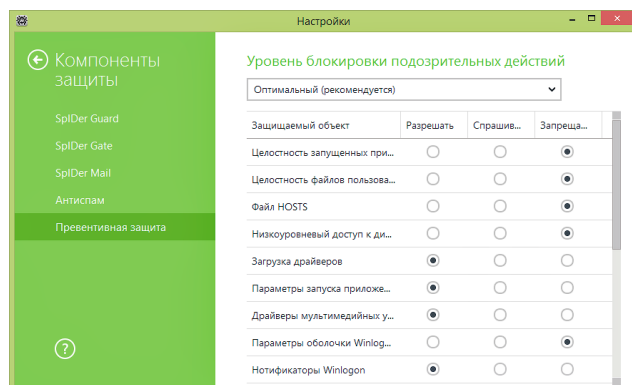 Настройки
Компоненты
защиты
SpIDer Guard
SpIDer Gate
SpIDer Mail
Антиспам
Превентивная защита
?
Уровень блокировки подозрительных действий
Оптимальный (рекомендуется)
Защищаемый объект Разрешать Спрашив... Запреща...
Целостность запущенных при...
Целостность файлов пользова...
Файл HOSTS
Низкоуровневый доступ к ди...
Загрузка драйверов
Параметры запуска приложе...
Драйверы мультимедийных у...
Параметры оболочки Winlog...
Нотификаторы Winlogon